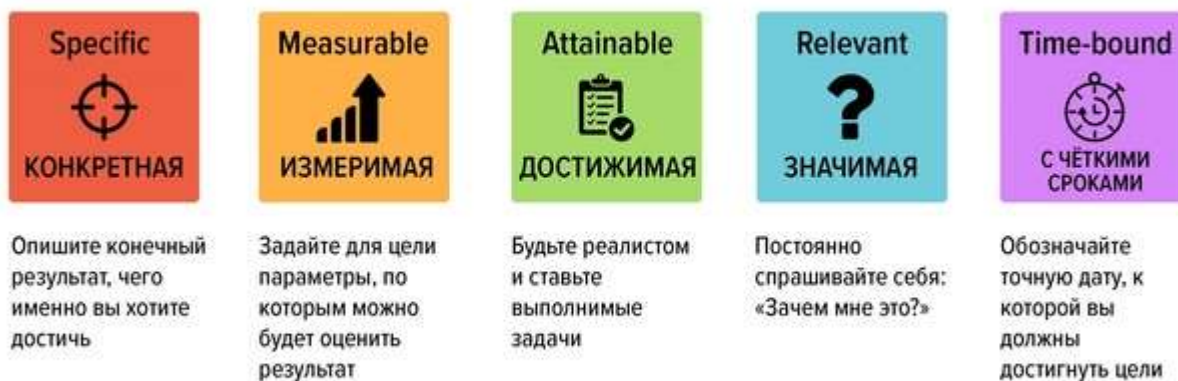 Specific
КОНКРЕТНАЯ
Опишите конечный
результат, чего
именно вы хотите
достичь
Measurable
ИЗМЕРИМАЯ
Задайте для цели
параметры, по
которым можно
будет оценить
результат
Attainable
ДОСТИЖИМАЯ
Будьте реалистом
и ставьте
выполнимые
задачи
Relevant
?
ЗНАЧИМАЯ
Постоянно
спрашивайте себя:
«Зачем мне это?»
Time-bound
С ЧЁТКИМИ
СРОКАМИ
Обозначайте
точную дату, к
которой вы
должны
достигнуть цели